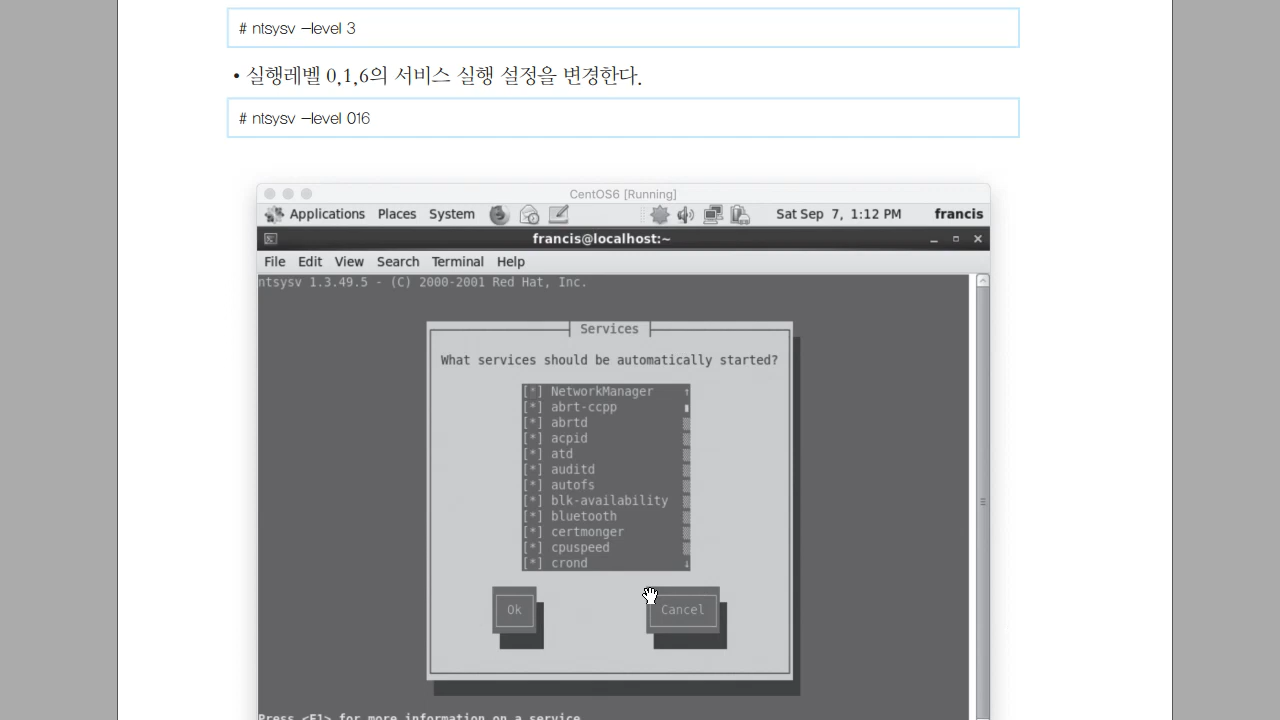 # ntsysv –level 3
• 실행레벨 0,1,6의 서비스 실행 설정을 변경한다.
# ntsysv –level 016
CentOS6 [Running]
Applications Places System Sat Sep 7, 1:12 PM francis
francis@localhost:~
File Edit View Search Terminal Help
ntsysv 1.3.49.5 - (C) 2000-2001 Red Hat, Inc.
Services
What services should be automatically started?
[*] NetworkManager
[*] abrt-ccpp
[*] abrtd
[*] acpid
[*] atd
[*] auditd
[*] autofs
[*] blk-availability
[*] bluetooth
[*] certmonger
[*] cpuspeed
[*] crond
Ok Cancel
Press <F1> for more information on a service